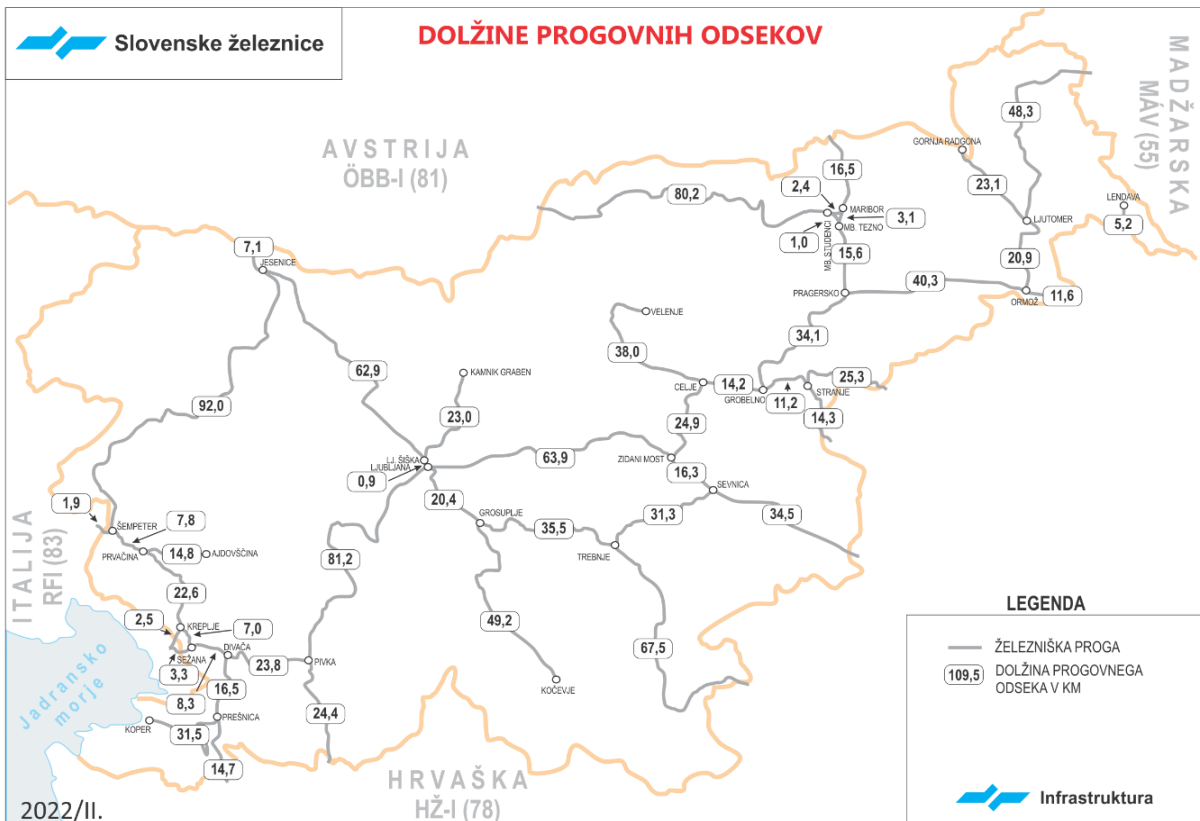 Slovenske železnice
DOLŽINE PROGOVNIH ODSEKOV
MADŽARSKA
MÁV (55)
AVSTRIJA
ÖBB-I (81)
48,3
GORNJA RADGONA
16,5
23,1
2,4
80,2
LENDAVA
MARIBOR
3,1
5,2
LJUTOMER
MB. TEZNO
1,0
MB. STUDENCI
7,1
15,6
20,9
JESENICE
40,3
PRAGERSKO
ORMOŽ
11,6
VELENJE
34,1
38,0
62,9
KAMNIK GRABEN
25,3
CELJE
14,2
STRANJE
GROBELNO
11,2
92,0
23,0
24,9
14,3
LJ. ŠIŠKA
LJUBLJANA
63,9
ZIDANI MOST
0,9
16,3
SEVNICA
1,9
20,4
31,3
34,5
GROSUPLJE
ŠEMPETER
7,8
35,5
PRVAČINA
14,8
AJDOVŠČINA
81,2
TREBNJE
ITALIJA
RFI (83)
22,6
LEGENDA
2,5
KREPLJE
7,0
49,2
ŽELEZNIŠKA PROGA
67,5
SEŽANA
DIVAČA
23,8
PIVKA
3,3
109,5
DOLŽINA PROGOVNEGA
ODSEKA V KM
KOČEVJE
16,5
8,3
Jadransko
morje
PREŠNICA
24,4
KOPER
31,5
14,7
HRVAŠKA
HŽ-I (78)
Infrastruktura
2022/II.